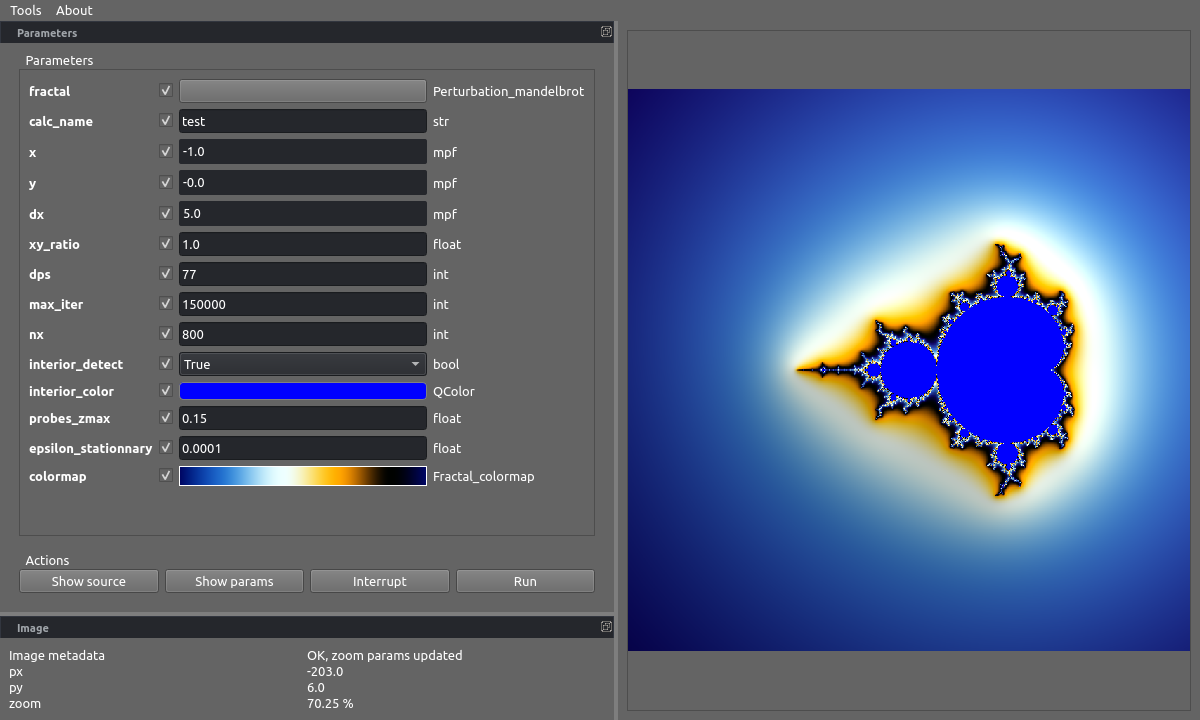 Tools About
Parameters
Parameters
fractal Perturbation_mandelbrot
calc_name test str
x -1.0 mpf
y -0.0 mpf
dx 5.0 mpf
xy_ratio 1.0 float
dps 77 int
max_iter 150000 int
nx 800 int
interior_detect True bool
interior_color QColor
probes_zmax 0.15 float
epsilon_stationnary 0.0001 float
colormap Fractal_colormap
Actions
Show source Show params Interrupt Run
Image
Image metadata OK, zoom params updated
px -203.0
py 6.0
zoom 70.25 %